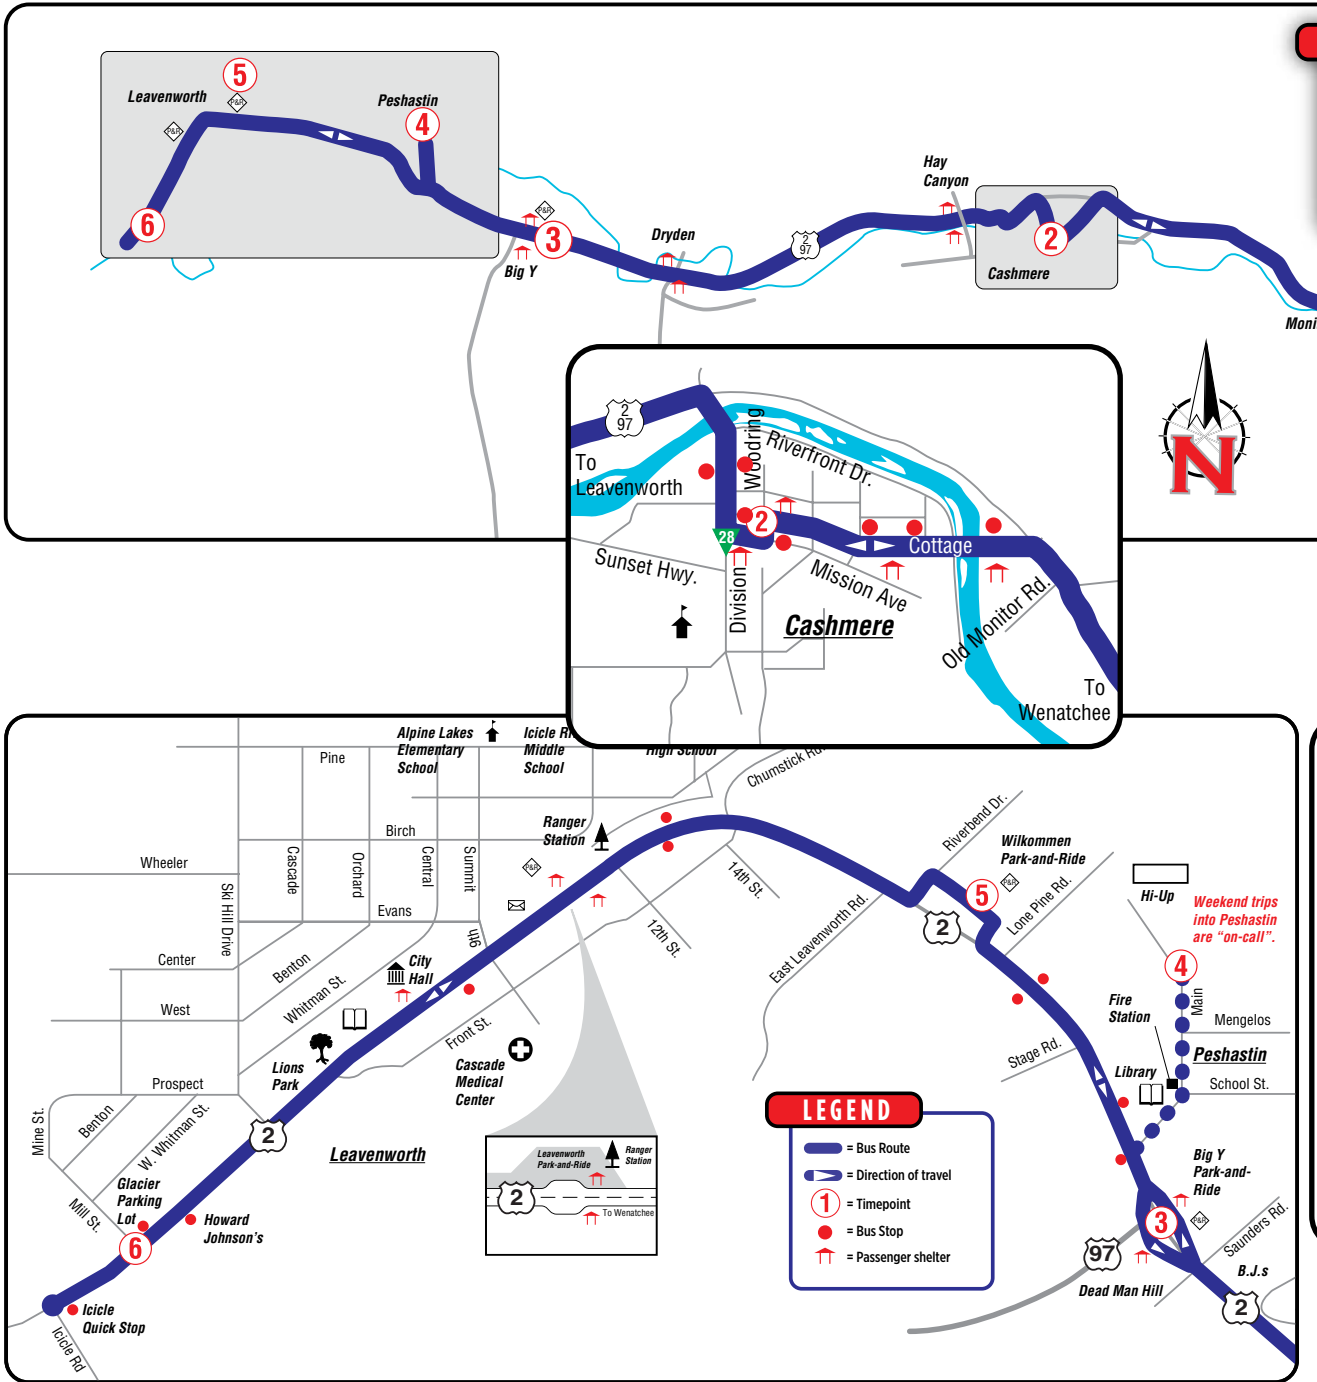 5
P&R
Leavenworth
Peshastin
4
P&R
6
P&R
3
Big Y
Dryden
2
97
Hay
Canyon
2
Cashmere
N
2
97
To
Leavenworth
Woodring
Riverfront Dr.
2
28
Cottage
Sunset Hwy.
Division
Mission Ave
Cashmere
Old Monitor Rd.
To
Wenatchee
Alpine Lakes
Elementary
School
Middle
School
High School
Chumstick Rd.
Pine
Birch
Wheeler
Ski Hill Drive
Cascade
Orchard
Central
Summit
Evans
9th
Ranger
Station
P&R
14th St.
12th St.
Center
Benton
West
Whitman St.
City
Hall
Front St.
Lions
Park
Cascade
Medical
Center
Prospect
Mine St.
Benton
W. Whitman St.
2
Leavenworth
Glacier
Parking
Lot
Mill St.
Howard
Johnson's
6
Icicle
Quick Stop
Icicle Rd
Leavenworth
Park-and-Ride
Ranger
Station
2
To Wenatchee
Riverbend Dr.
Wilkommen
Park-and-Ride
P&R
5
2
Lone Pine Rd.
East Leavenworth Rd.
Hi-Up
Weekend trips
into Peshastin
are “on-call”.
4
Main
Fire
Station
Mengelos
Peshastin
Stage Rd.
Library
School St.
Big Y
Park-and-
Ride
P&R
3
97
Dead Man Hill
Saunders Rd.
B.J.s
2
LEGEND
= Bus Route
= Direction of travel
1
= Timepoint
= Bus Stop
= Passenger shelter